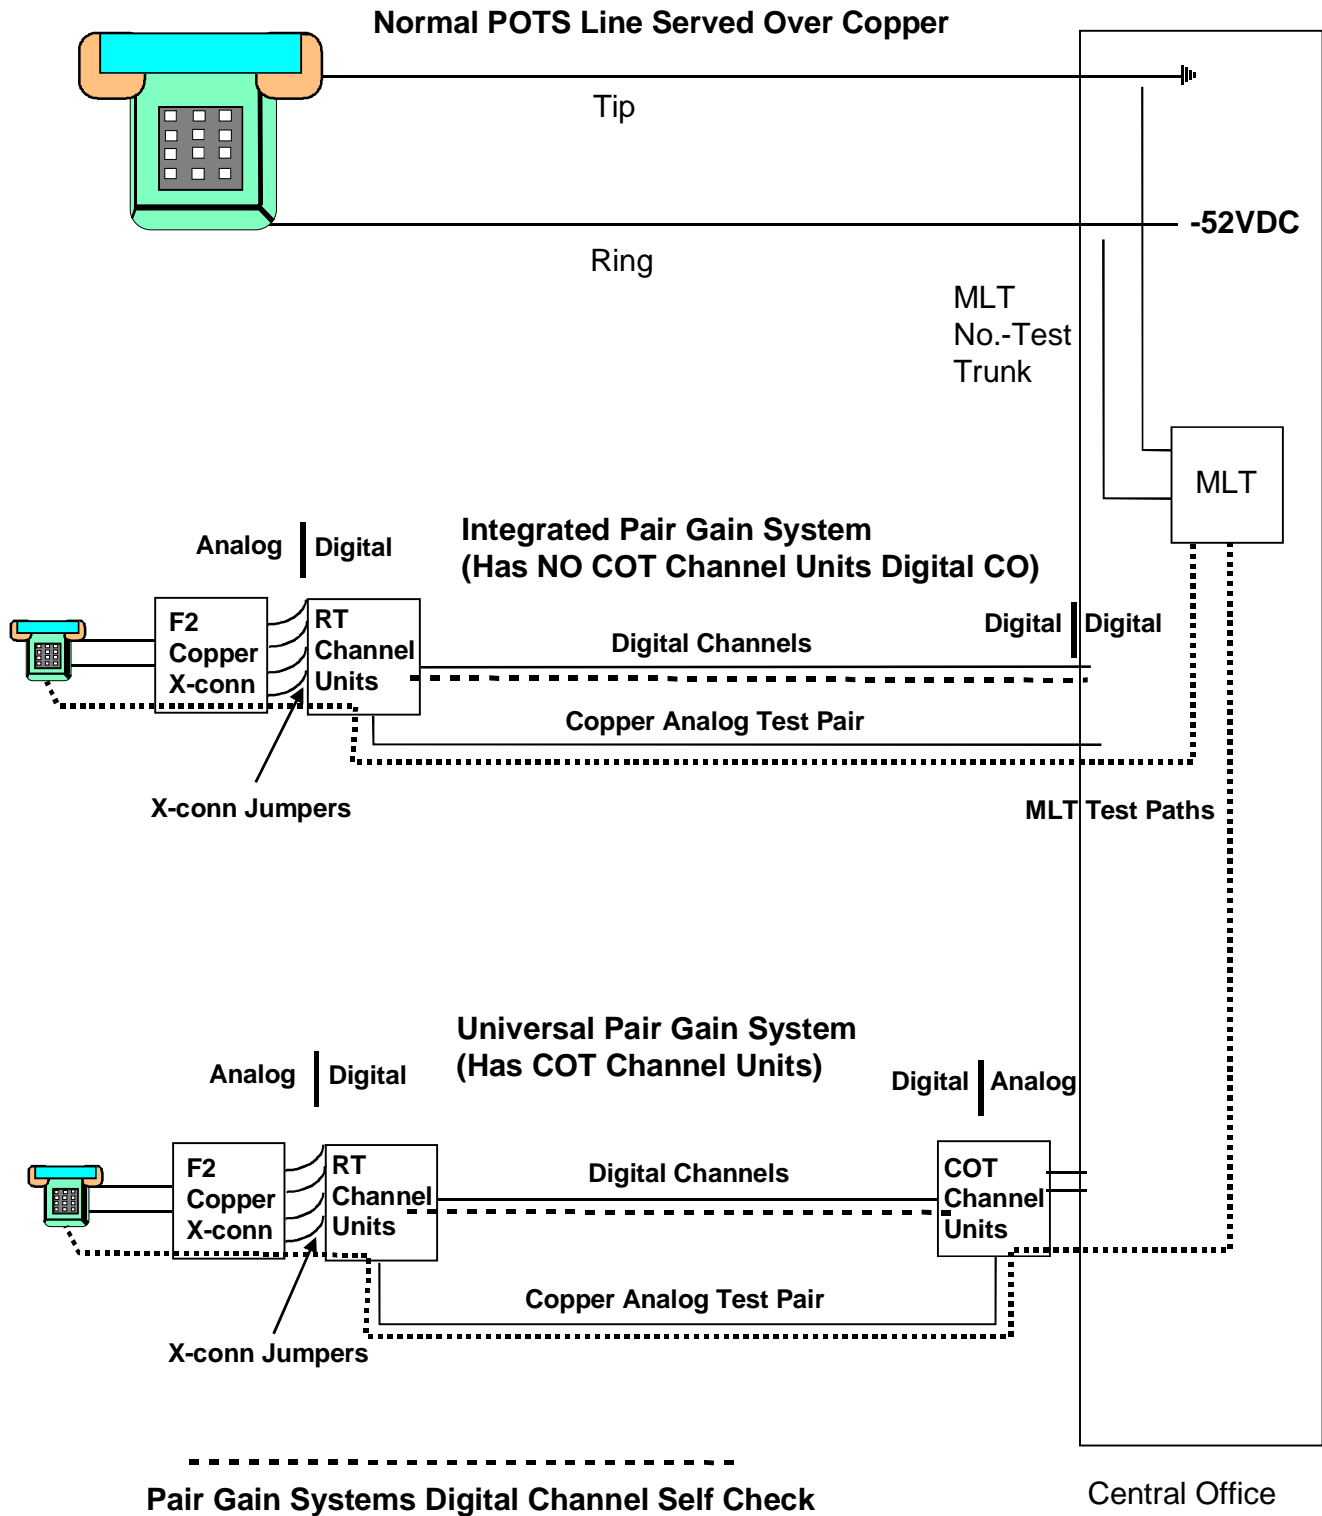 Normal POTS Line Served Over Copper
Tip
-52VDC
Ring
MLT
No.-Test
Trunk
MLT
Integrated Pair Gain System
(Has NO COT Channel Units Digital CO)
Analog Digital
F2
Copper
X-conn
RT
Channel
Units
Digital Channels
Digital Digital
Copper Analog Test Pair
X-conn Jumpers
MLT Test Paths
Universal Pair Gain System
(Has COT Channel Units)
Analog Digital
Digital Analog
F2
Copper
X-conn
RT
Channel
Units
Digital Channels
COT
Channel
Units
Copper Analog Test Pair
X-conn Jumpers
Pair Gain Systems Digital Channel Self Check
Central Office